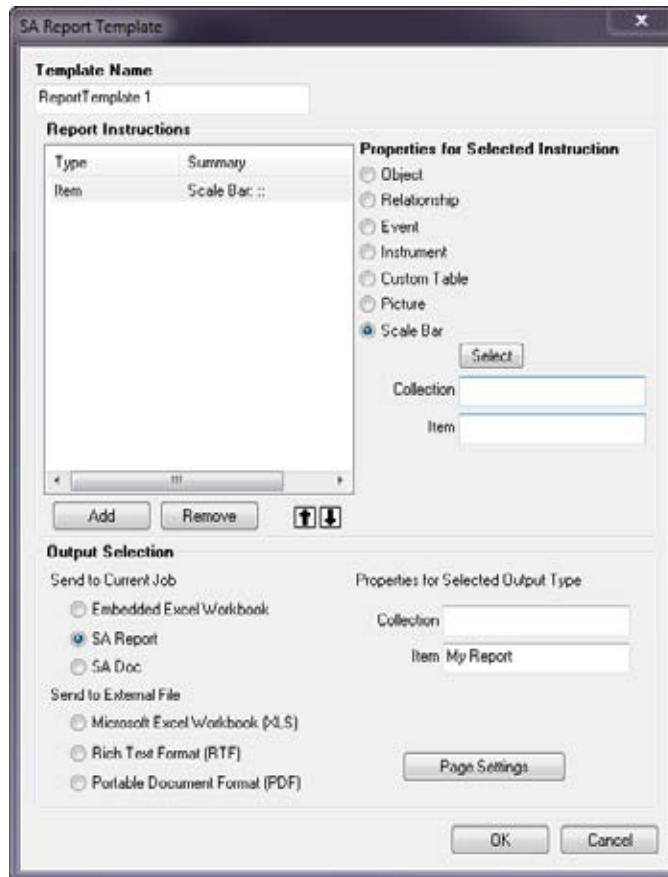 SA Report Template
Template Name
ReportTemplate 1
Report Instructions
Type Summary
Item Scale Bar: ::
Properties for Selected Instruction
Object
Relationship
Event
Instrument
Custom Table
Picture
Scale Bar
Select
Collection
Item
Add Remove
Output Selection
Send to Current Job
Embedded Excel Workbook
SA Report
SA Doc
Send to External File
Microsoft Excel Workbook (XLS)
Rich Text Format (RTF)
Portable Document Format (PDF)
Properties for Selected Output Type
Collection
Item My Report
Page Settings
OK Cancel